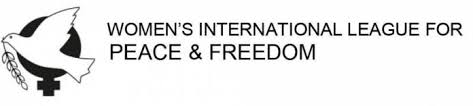 WOMEN'S INTERNATIONAL LEAGUE FOR
PEACE & FREEDOM